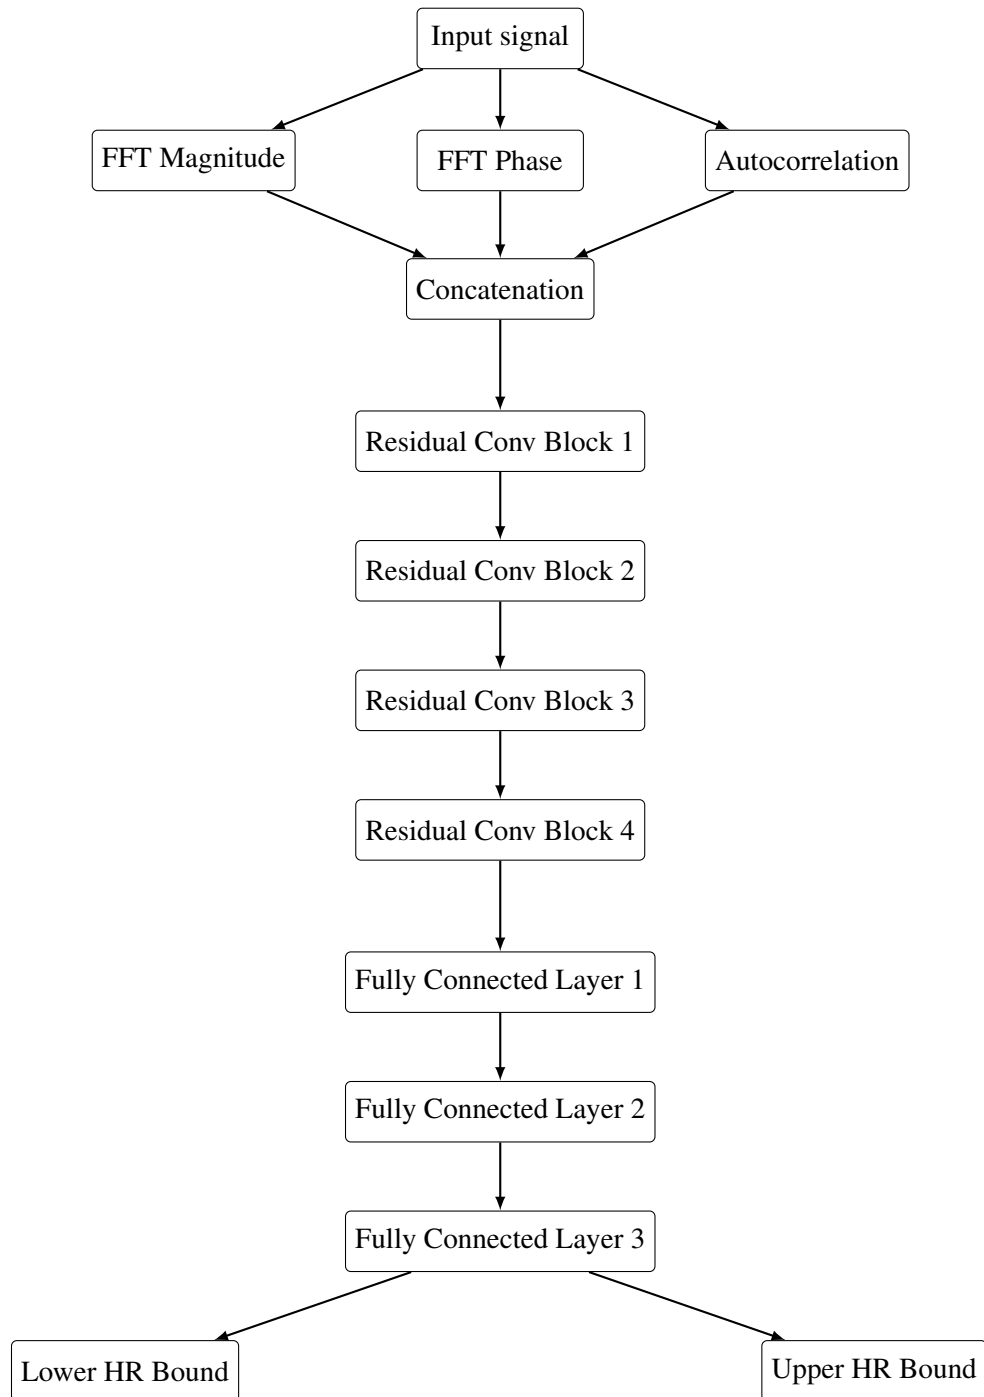 Input signal
FFT Magnitude
FFT Phase
Autocorrelation
Concatenation
Residual Conv Block 1
Residual Conv Block 2
Residual Conv Block 3
Residual Conv Block 4
Fully Connected Layer 1
Fully Connected Layer 2
Fully Connected Layer 3
Lower HR Bound
Upper HR Bound